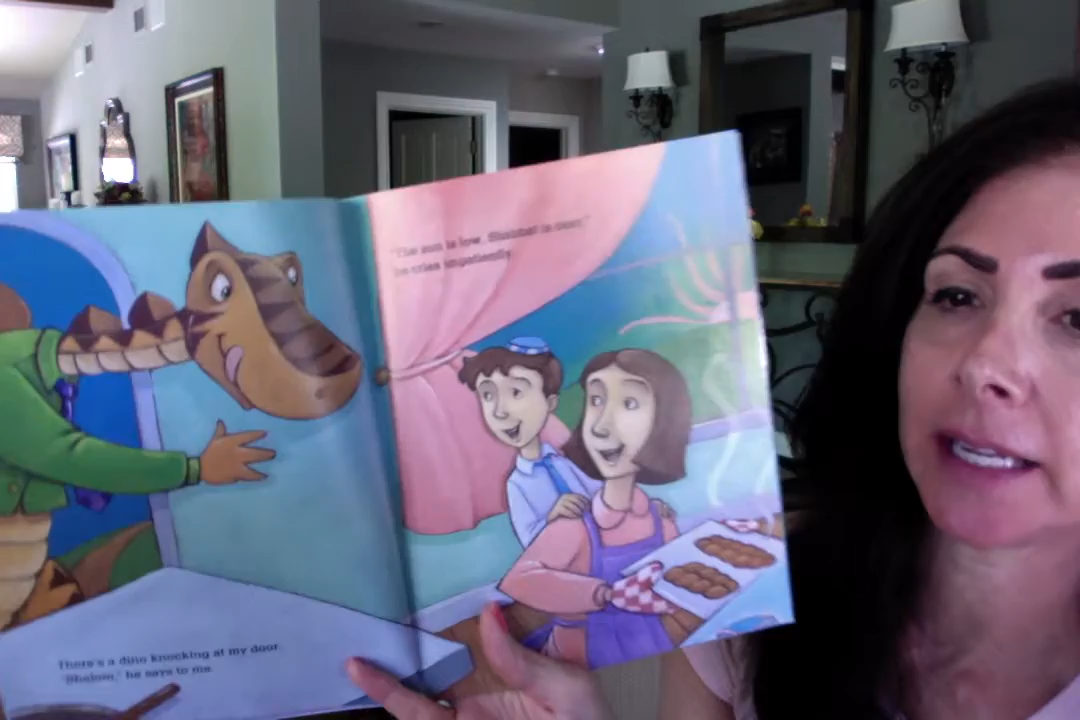 There's a dino knocking at my door.
"Shalom," he says to me.
"The sun is low. Shabbat is near,"
he cries impatiently.